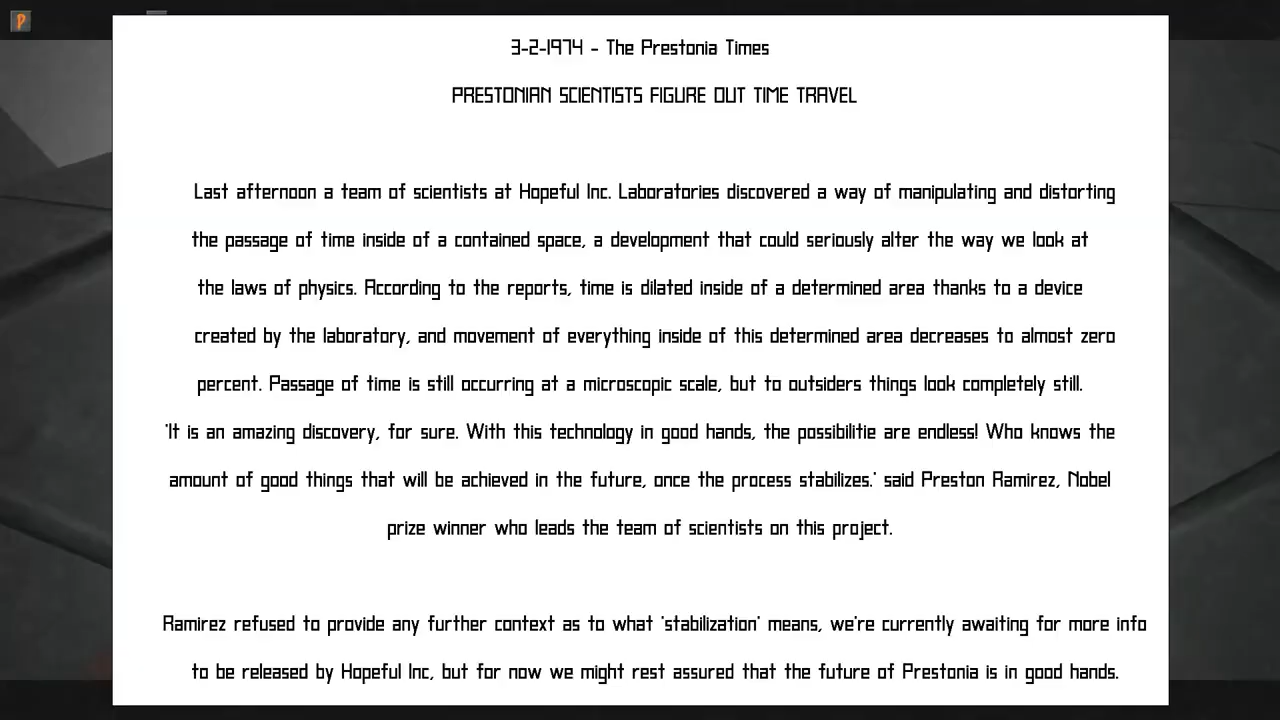 P
3-2-1974 - The Prestonia Times
PRESTONIAN SCIENTISTS FIGURE OUT TIME TRAVEL
Last afternoon a team of scientists at Hopeful Inc. Laboratories discovered a way of manipulating and distorting
the passage of time inside of a contained space, a development that could seriously alter the way we look at
the laws of physics. According to the reports, time is dilated inside of a determined area thanks to a device
created by the laboratory, and movement of everything inside of this determined area decreases to almost zero
percent. Passage of time is still occurring at a microscopic scale, but to outsiders things look completely still.
'It is an amazing discovery, for sure. With this technology in good hands, the possibilitie are endless! Who knows the
amount of good things that will be achieved in the future, once the process stabilizes.' said Preston Ramirez, Nobel
prize winner who leads the team of scientists on this project.
Ramirez refused to provide any further context as to what 'stabilization' means, we're currently awaiting for more info
to be released by Hopeful Inc, but for now we might rest assured that the future of Prestonia is in good hands.